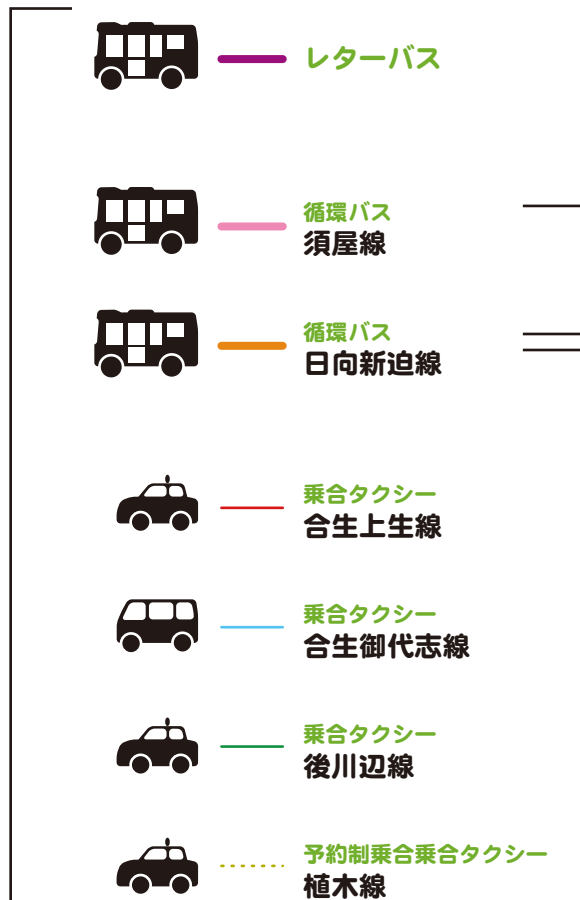 レターバス
循環バス
須屋線
循環バス
日向新迫線
乗合タクシー
合生上生線
乗合タクシー
合生御代志線
乗合タクシー
後川辺線
予約制乗合乗合タクシー
植木線